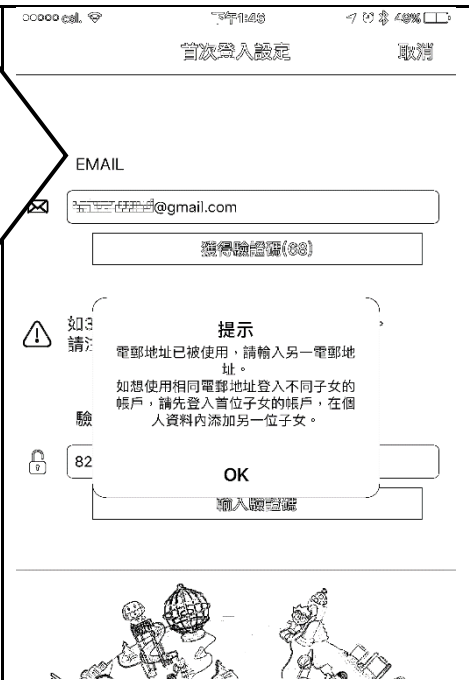 csl.
下午1:46
49%
首次登入設定
取消
EMAIL
@gmail.com
獲得驗證碼(68)
如3
請注
提示
電郵地址已被使用，請輸入另一電郵地
址。
如想使用相同電郵地址登入不同子女的
帳戶，請先登入首位子女的帳戶，在個
人資料內添加另一位子女。
驗
82
OK
輸入驗證碼